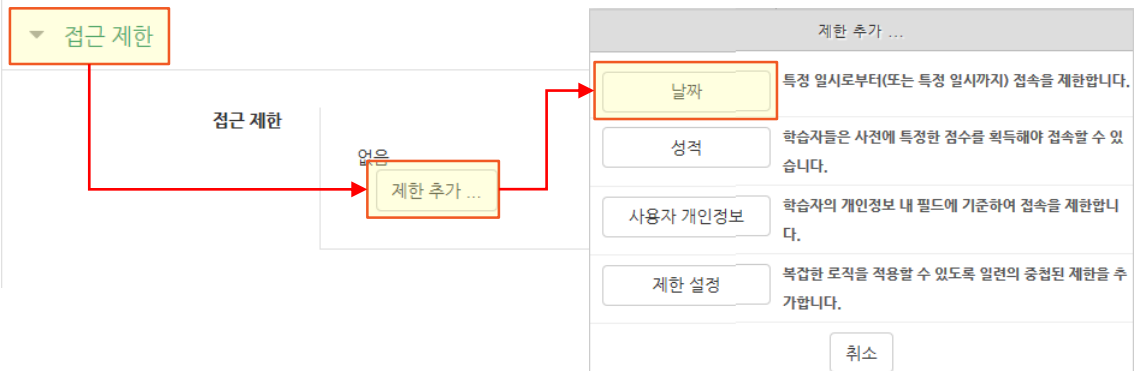 접근 제한
접근 제한
없음
제한 추가 ...
제한 추가 ...
날짜
특정 일시로부터(또는 특정 일시까지) 접속을 제한합니다.
성적
학습자들은 사전에 특정한 점수를 획득해야 접속할 수 있
습니다.
사용자 개인정보
학습자의 개인정보 내 필드에 기준하여 접속을 제한합니
다.
제한 설정
복잡한 로직을 적용할 수 있도록 일련의 중첩된 제한을 추
가합니다.
취소